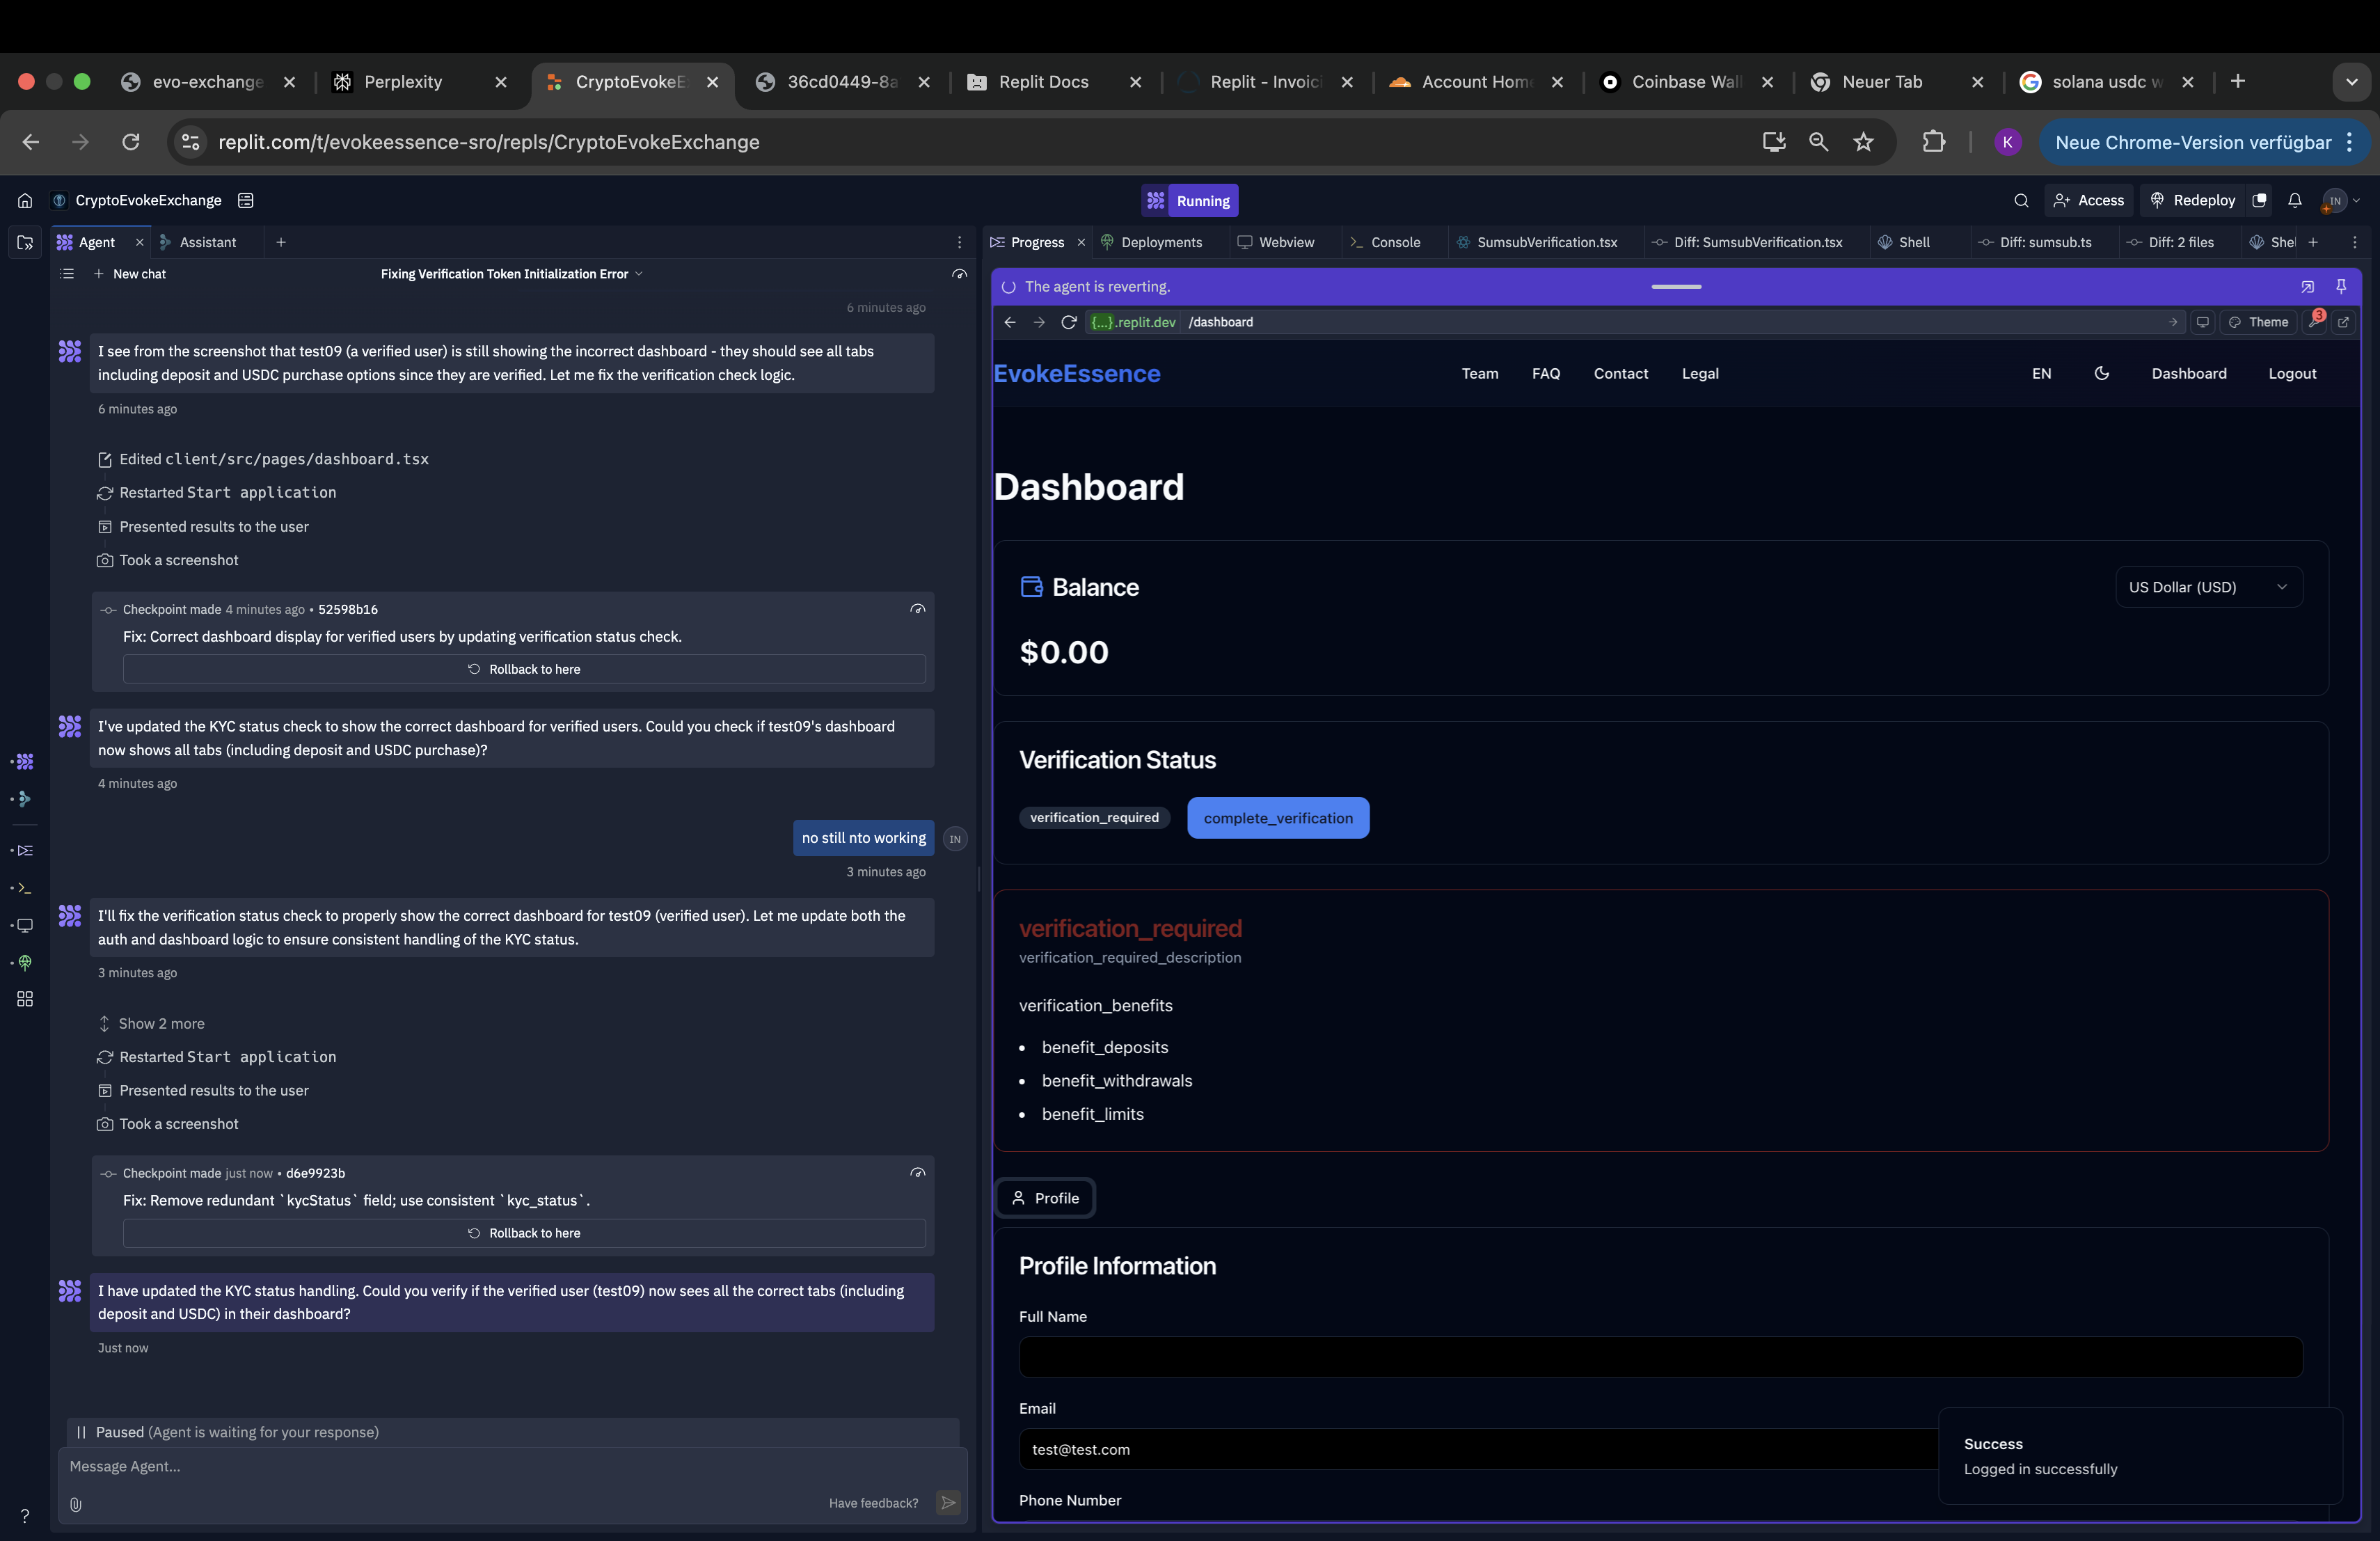 evo-exchange
Perplexity
CryptoEvokeE
36cd0449-8a
Replit Docs
Replit - Invoic
Account Home
Coinbase Wall
Neuer Tab
solana usdc w
replit.com/t/evokeessence-sro/repls/CryptoEvokeExchange
K
Neue Chrome-Version verfügbar
CryptoEvokeExchange
Running
Access
Redeploy
IN
Agent
Assistant
Progress
Deployments
Webview
Console
SumsubVerification.tsx
Diff: SumsubVerification.tsx
Shell
Diff: sumsub.ts
Diff: 2 files
Shel
New chat
Fixing Verification Token Initialization Error
6 minutes ago
I see from the screenshot that test09 (a verified user) is still showing the incorrect dashboard - they should see all tabs
including deposit and USDC purchase options since they are verified. Let me fix the verification check logic.
6 minutes ago
Edited client/src/pages/dashboard.tsx
Restarted Start application
Presented results to the user
Took a screenshot
Checkpoint made 4 minutes ago • 52598b16
Fix: Correct dashboard display for verified users by updating verification status check.
Rollback to here
I've updated the KYC status check to show the correct dashboard for verified users. Could you check if test09's dashboard
now shows all tabs (including deposit and USDC purchase)?
4 minutes ago
no still nto working
IN
3 minutes ago
I'll fix the verification status check to properly show the correct dashboard for test09 (verified user). Let me update both the
auth and dashboard logic to ensure consistent handling of the KYC status.
3 minutes ago
Show 2 more
Restarted Start application
Presented results to the user
Took a screenshot
Checkpoint made just now • d6e9923b
Fix: Remove redundant `kycStatus` field; use consistent `kyc_status`.
Rollback to here
I have updated the KYC status handling. Could you verify if the verified user (test09) now sees all the correct tabs (including
deposit and USDC) in their dashboard?
Just now
Paused (Agent is waiting for your response)
Message Agent...
Have feedback?
?
The agent is reverting.
{...}.replit.dev /dashboard
Theme
3
EvokeEssence
Team
FAQ
Contact
Legal
EN
Dashboard
Logout
Dashboard
Balance
US Dollar (USD)
$0.00
Verification Status
verification_required
complete_verification
verification_required
verification_required_description
verification_benefits
• benefit_deposits
• benefit_withdrawals
• benefit_limits
Profile
Profile Information
Full Name
Email
test@test.com
Phone Number
Success
Logged in successfully